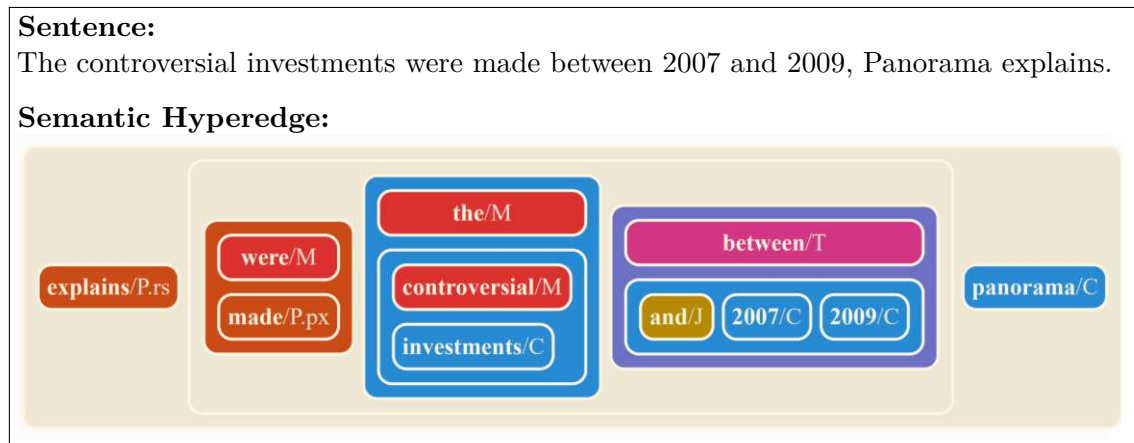 Sentence:
The controversial investments were made between 2007 and 2009, Panorama explains.
Semantic Hyperedge:
explains/P.rs
were/M
made/P.px
the/M
controversial/M
investments/C
between/T
and/J 2007/C 2009/C
panorama/C